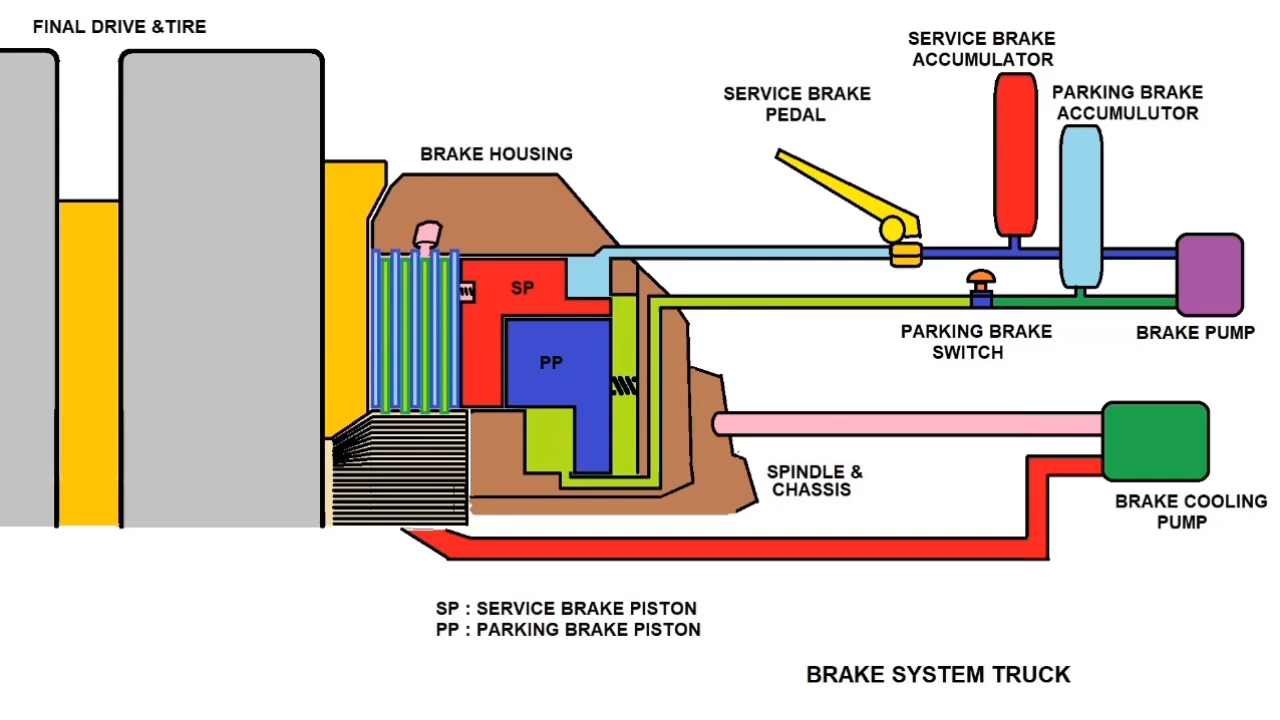 FINAL DRIVE &TIRE
SERVICE BRAKE
ACCUMULATOR
SERVICE BRAKE
PEDAL
PARKING BRAKE
ACCUMULUTOR
BRAKE HOUSING
SP
PARKING BRAKE
SWITCH
BRAKE PUMP
PP
SPINDLE &
CHASSIS
BRAKE COOLING
PUMP
SP : SERVICE BRAKE PISTON
PP : PARKING BRAKE PISTON
BRAKE SYSTEM TRUCK